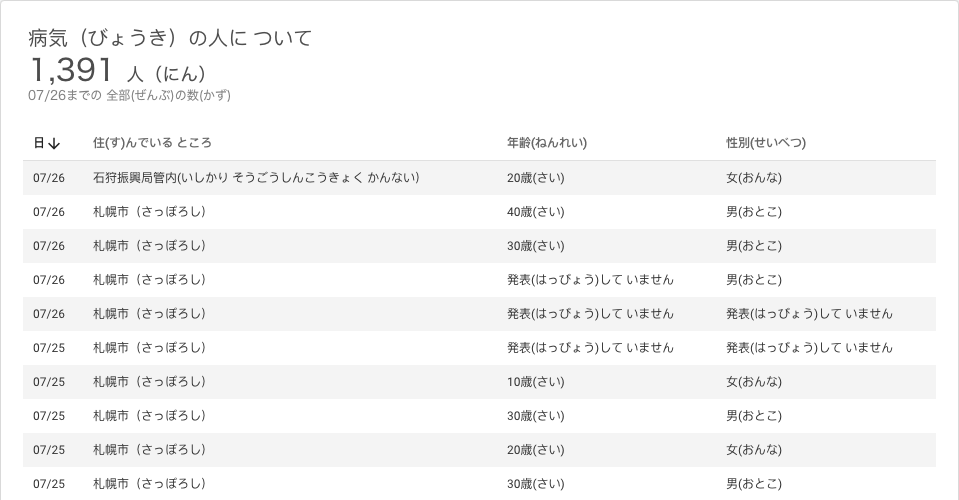 病気（びょうき）の人に ついて
1,391 人（にん）
07/26までの 全部(ぜんぶ)の数(かず)
日↓ 住(す)んでいる ところ 年齢(ねんれい) 性別(せいべつ)
07/26 石狩振興局管内(いしかり そうごうしんこうきょく かんない） 20歳(さい) 女(おんな)
07/26 札幌市（さっぽろし） 40歳(さい) 男(おとこ)
07/26 札幌市（さっぽろし） 30歳(さい) 男(おとこ)
07/26 札幌市（さっぽろし） 発表(はっぴょう)して いません 男(おとこ)
07/26 札幌市（さっぽろし） 発表(はっぴょう)して いません 発表(はっぴょう)して いません
07/25 札幌市（さっぽろし） 発表(はっぴょう)して いません 発表(はっぴょう)して いません
07/25 札幌市（さっぽろし） 10歳(さい) 女(おんな)
07/25 札幌市（さっぽろし） 30歳(さい) 男(おとこ)
07/25 札幌市（さっぽろし） 20歳(さい) 女(おんな)
07/25 札幌市（さっぽろし） 30歳(さい) 男(おとこ)